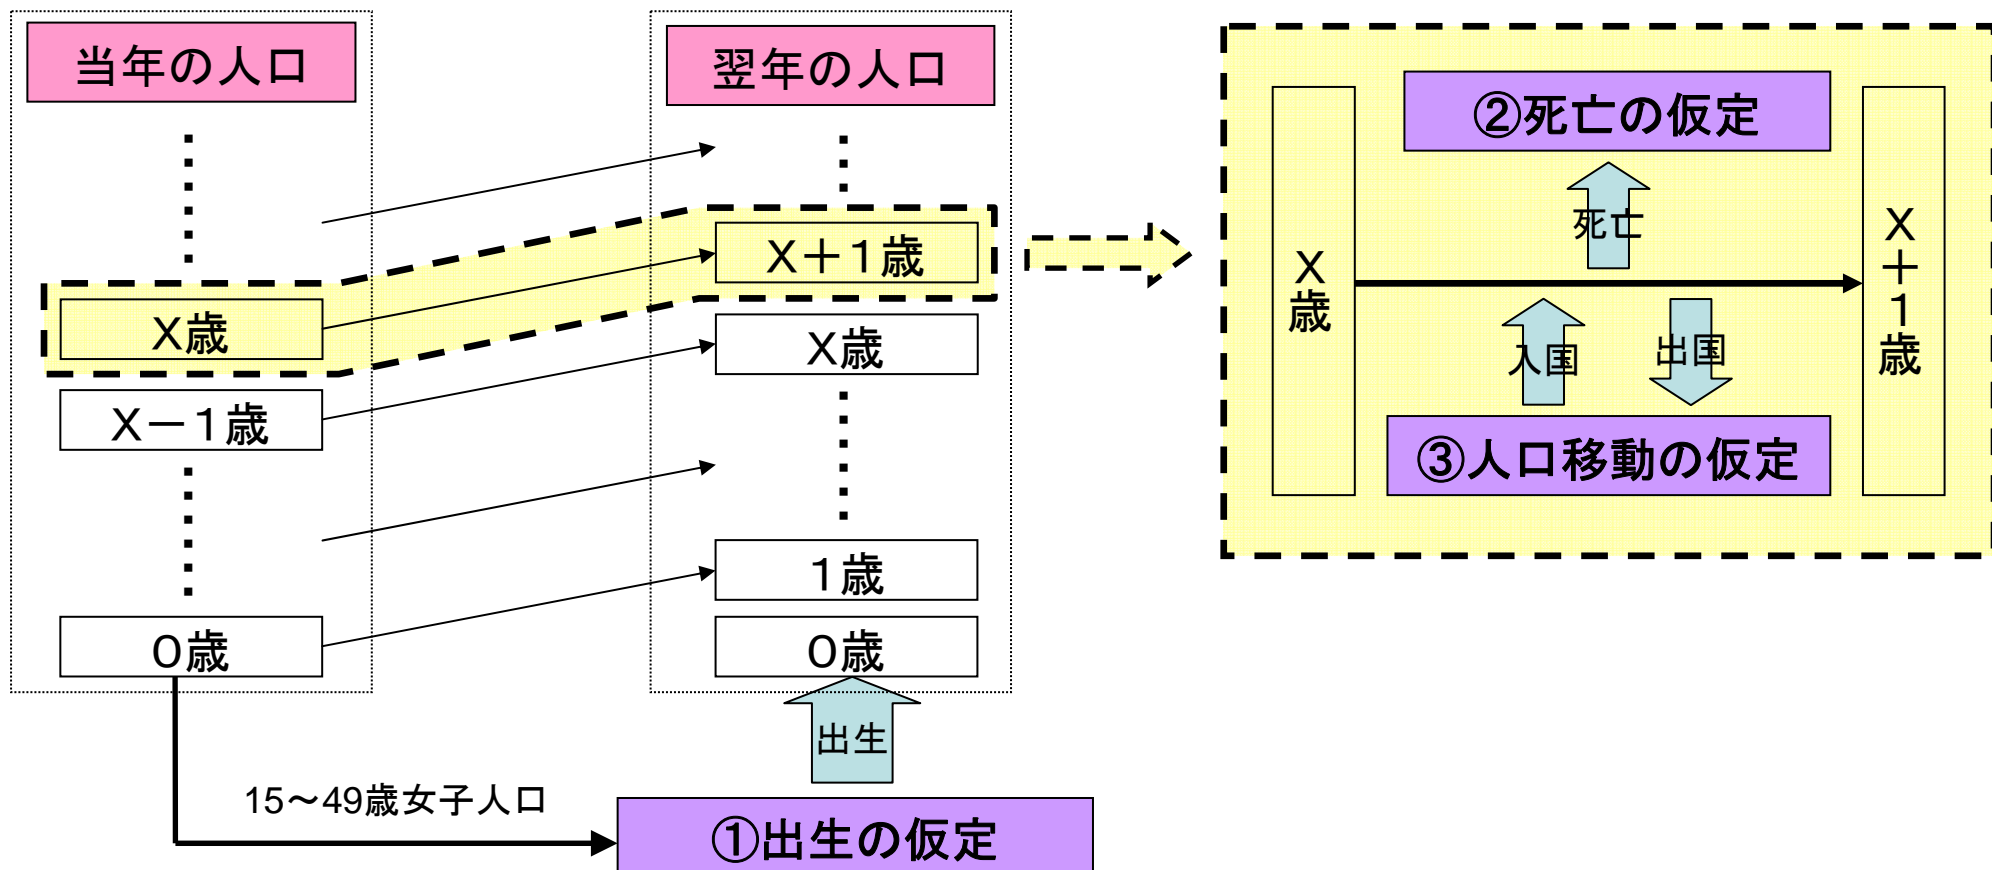 当年の人口
X歳
X－1歳
0歳
翌年の人口
X＋1歳
X歳
1歳
0歳
出生
15～49歳女子人口
①出生の仮定
②死亡の仮定
死亡
X歳
X＋1歳
入国
出国
③人口移動の仮定